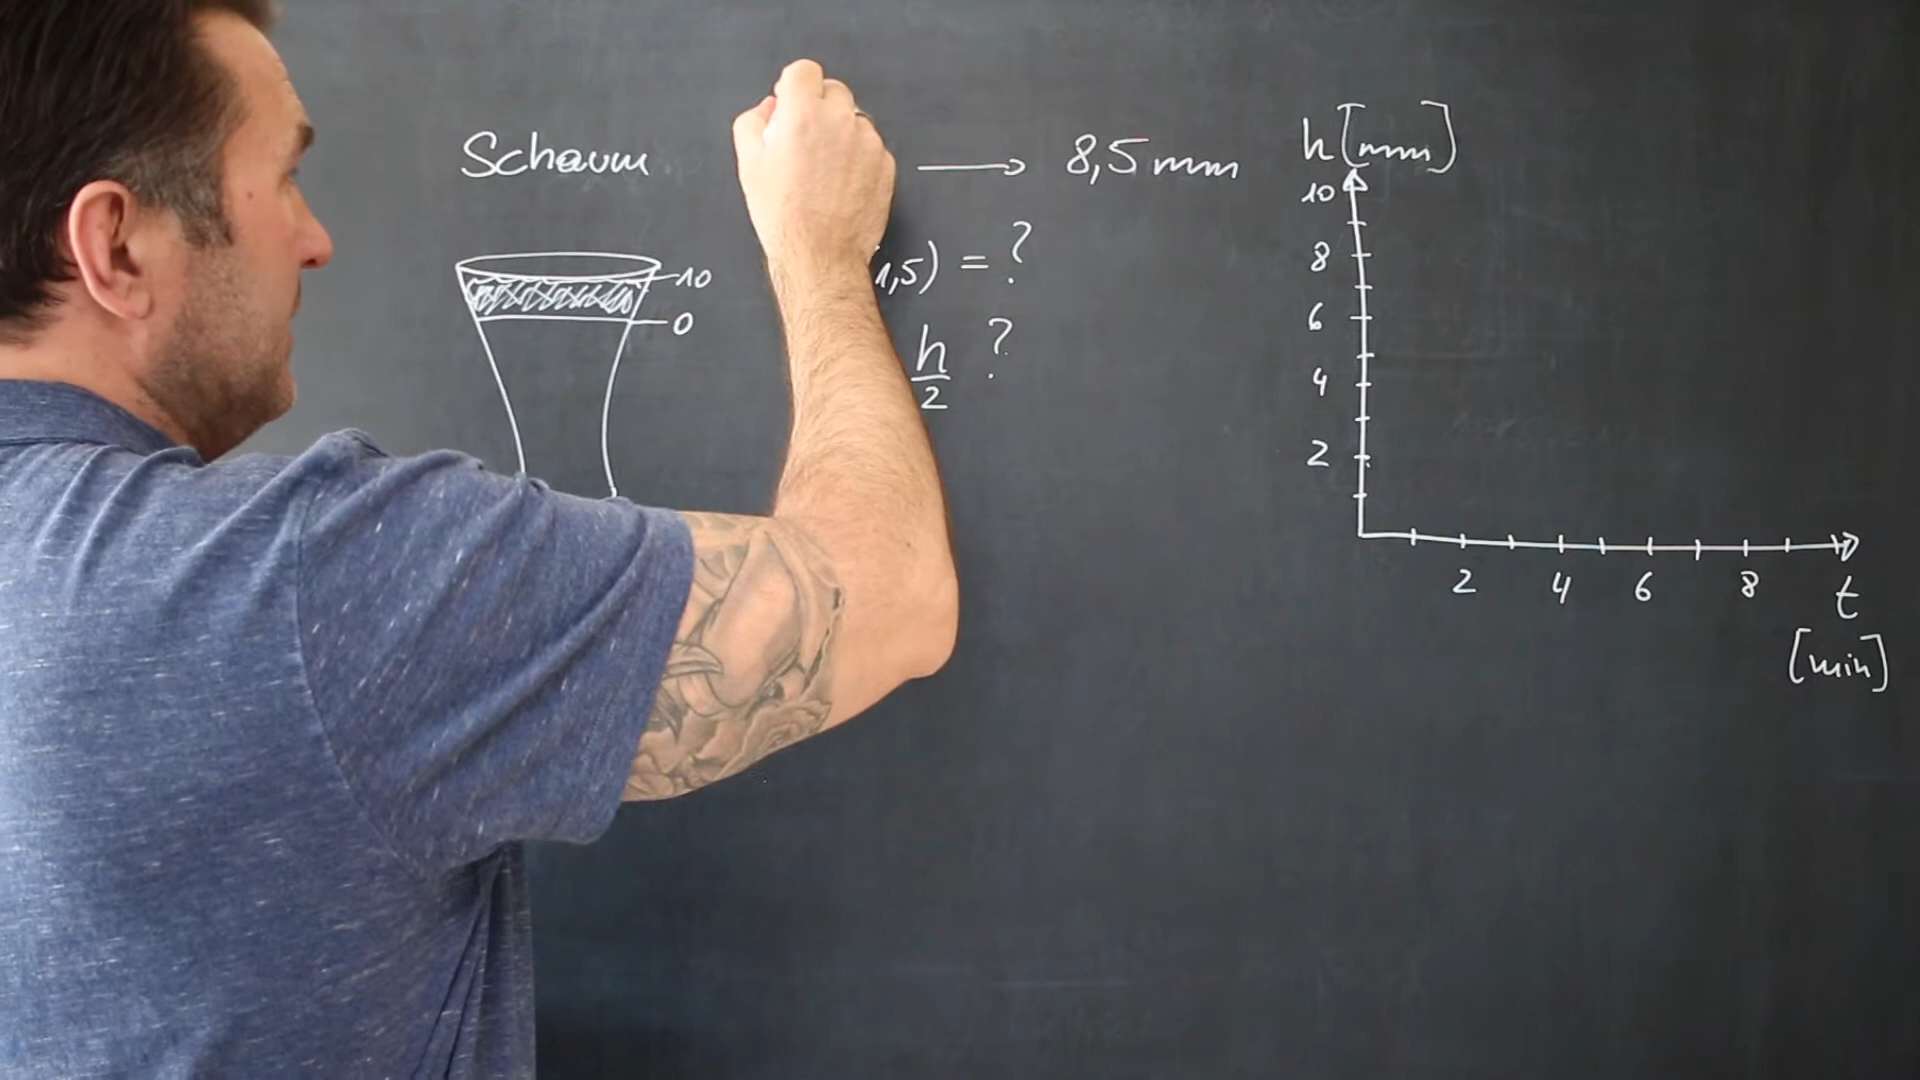 Schaum → 8,5 mm
10
0
1,5) = ?
h/2 ?
h [mm]
10
8
6
4
2
2 4 6 8 t
[min]